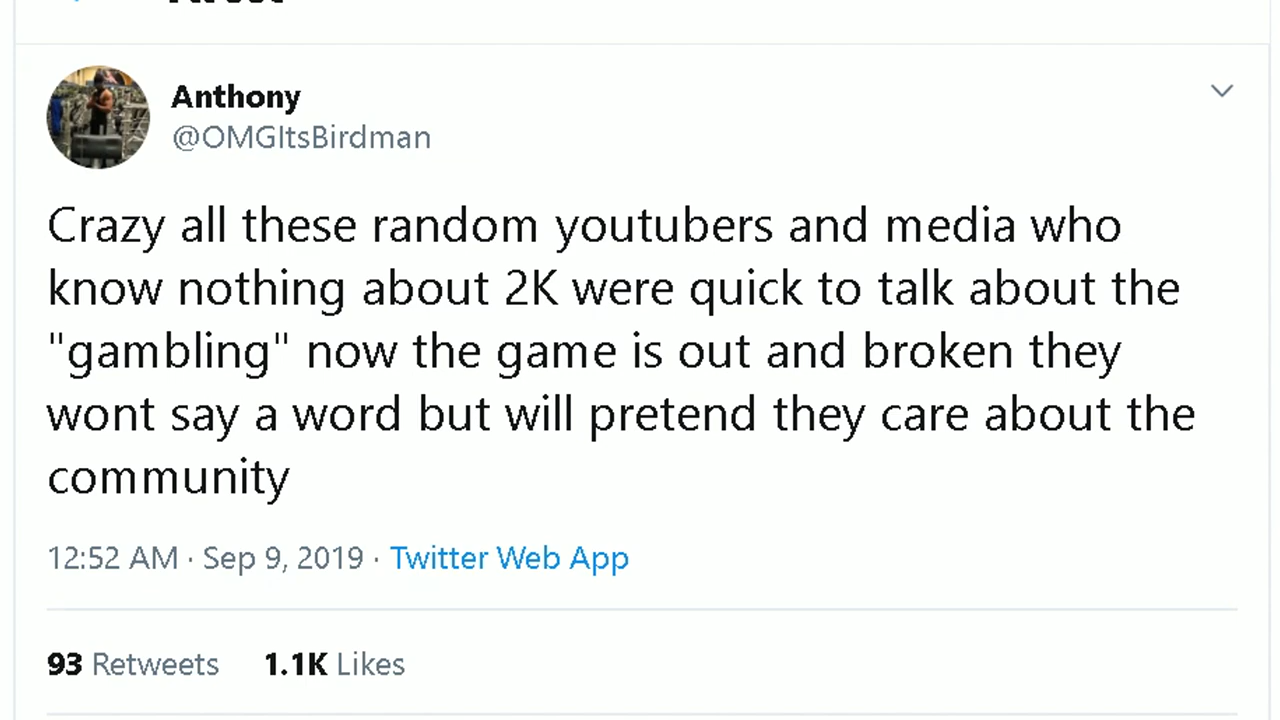 Anthony
@OMGItsBirdman
Crazy all these random youtubers and media who
know nothing about 2K were quick to talk about the
"gambling" now the game is out and broken they
wont say a word but will pretend they care about the
community
12:52 AM · Sep 9, 2019 · Twitter Web App
93 Retweets 1.1K Likes